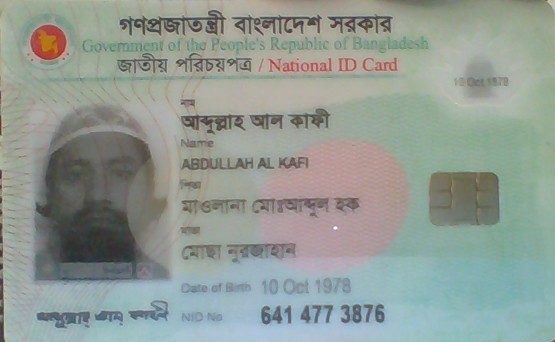 গণপ্রজাতন্ত্রী বাংলাদেশ সরকার
Government of the People's Republic of Bangladesh
জাতীয় পরিচয়পত্র / National ID Card
10 Oct 1978
নাম
আব্দুল্লাহ আল কাফী
Name
ABDULLAH AL KAFI
পিতা
মাওলানা মোঃআব্দুল হক
মাতা
মোছা নুরজাহান
Date of Birth 10 Oct 1978
NID No 641 477 3876